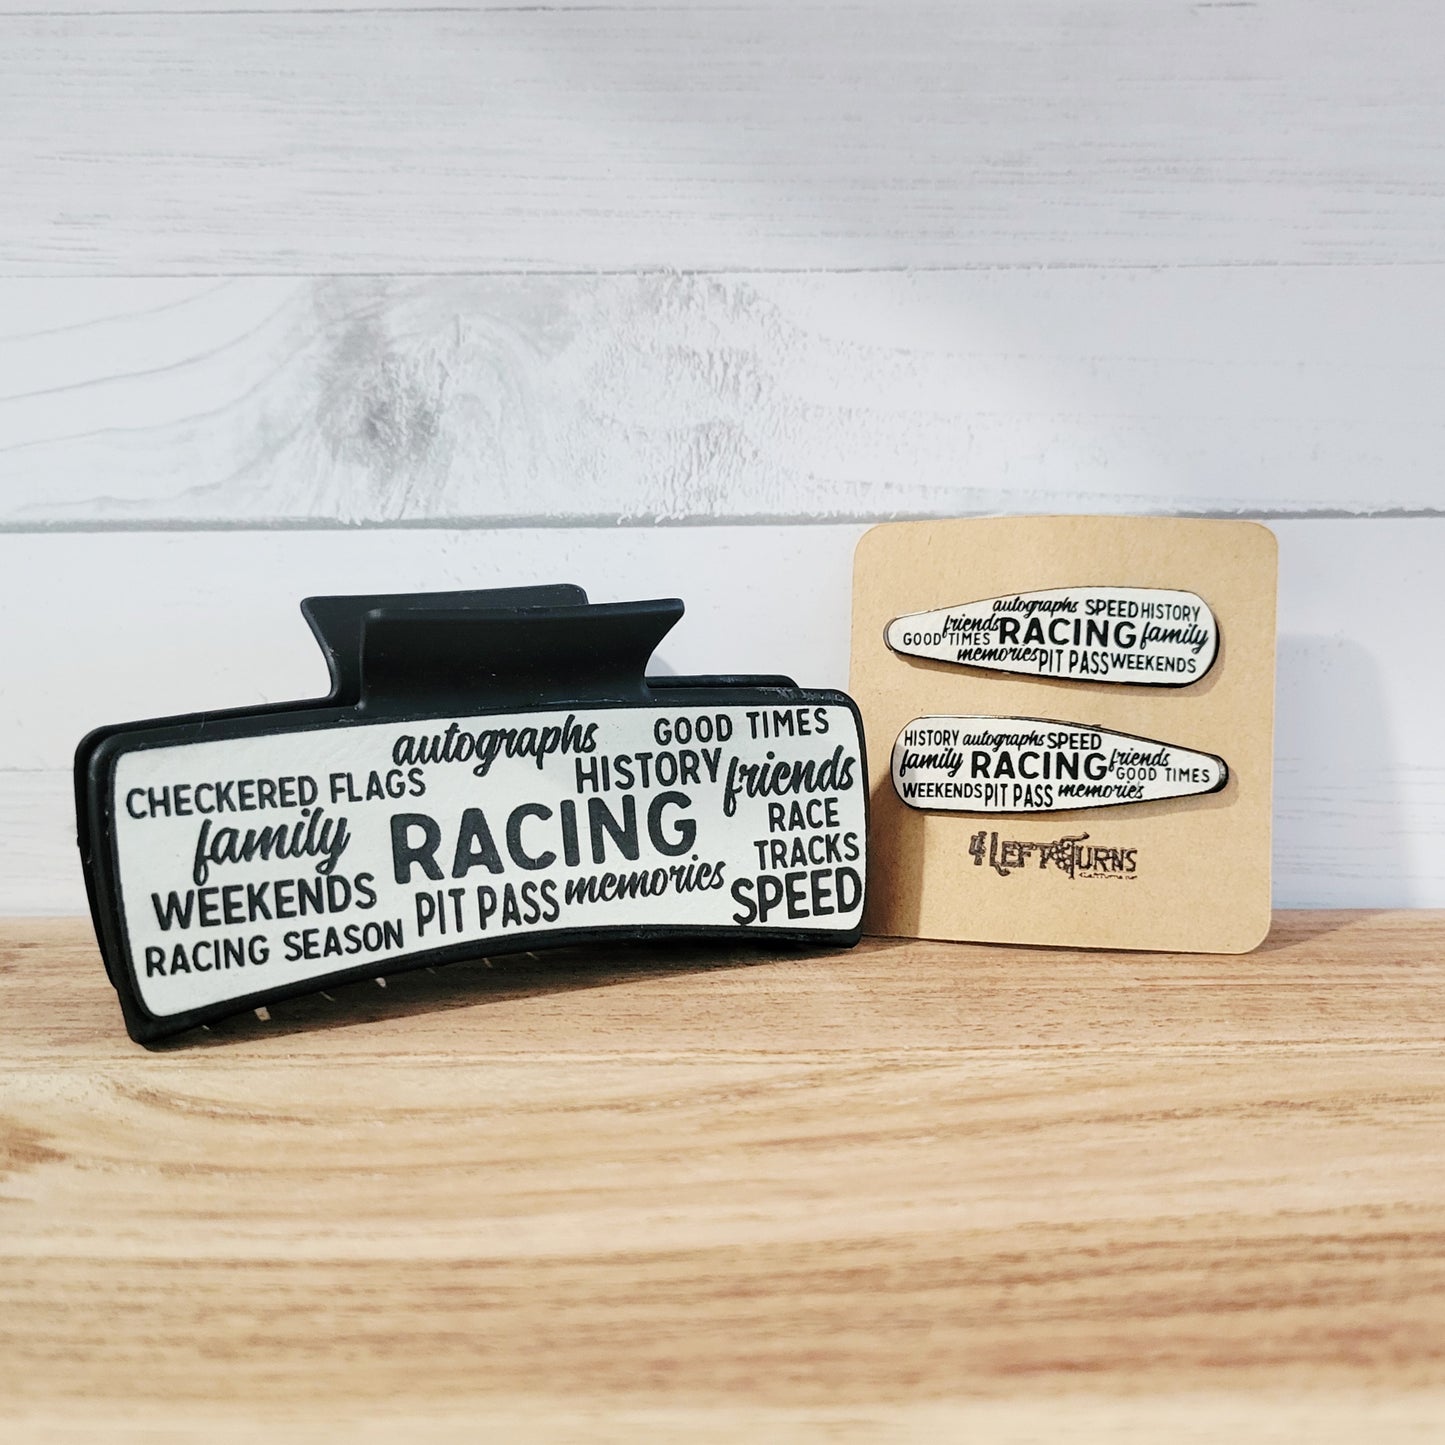 autographs
GOOD TIMES
CHECKERED FLAGS
HISTORY
friends
family
RACING
RACE
TRACKS
WEEKENDS
PIT PASS
memories
SPEED
RACING SEASON
autographs SPEED HISTORY
friends
GOOD TIMES RACING family
memories PIT PASS WEEKENDS
HISTORY autographs SPEED
family RACING friends
GOOD TIMES
WEEKENDS PIT PASS memories
4 LEFT TURNS